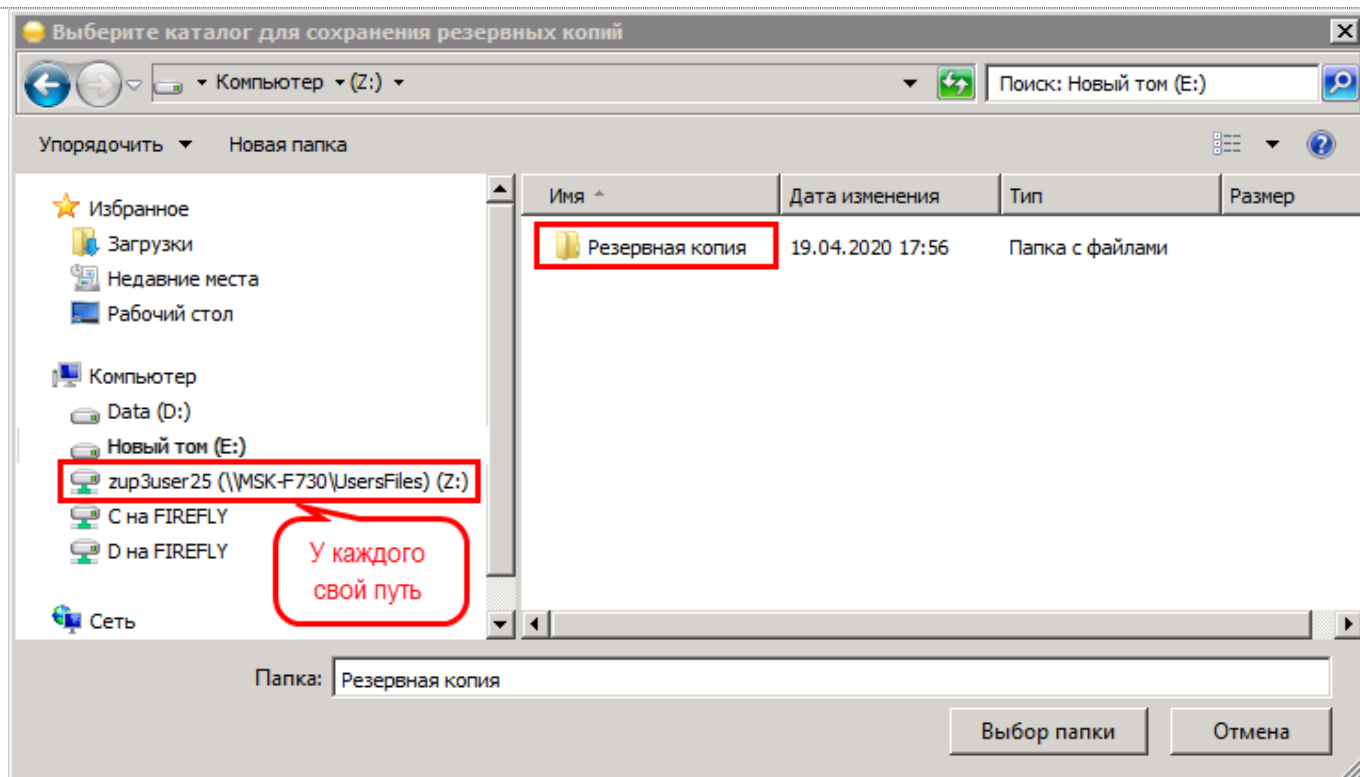 Выберите каталог для сохранения резервных копий
Компьютер (Z:)
Поиск: Новый том (E:)
Упорядочить
Новая папка
Избранное
Загрузки
Недавние места
Рабочий стол
Компьютер
Data (D:)
Новый том (E:)
zup3user25 (\\MSK-F730\UsersFiles) (Z:)
C на FIREFLY
D на FIREFLY
Сеть
У каждого
свой путь
Имя Дата изменения Тип Размер
Резервная копия 19.04.2020 17:56 Папка с файлами
Папка: Резервная копия
Выбор папки
Отмена